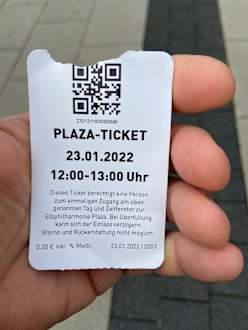 PLAZA-TICKET
23.01.2022
12:00-13:00 Uhr
Dieses Ticket berechtigt eine Person
zum einmaligen Zugang am oben
genannten Tag und Zeitfenster zur
Elbphilharmonie Plaza. Bei Überfüllung
kann sich der Einlass verzögern.
Storno und Rückerstattung nicht möglich.
0,00 € inkl. % MwSt. 23.01.2022 | 2003